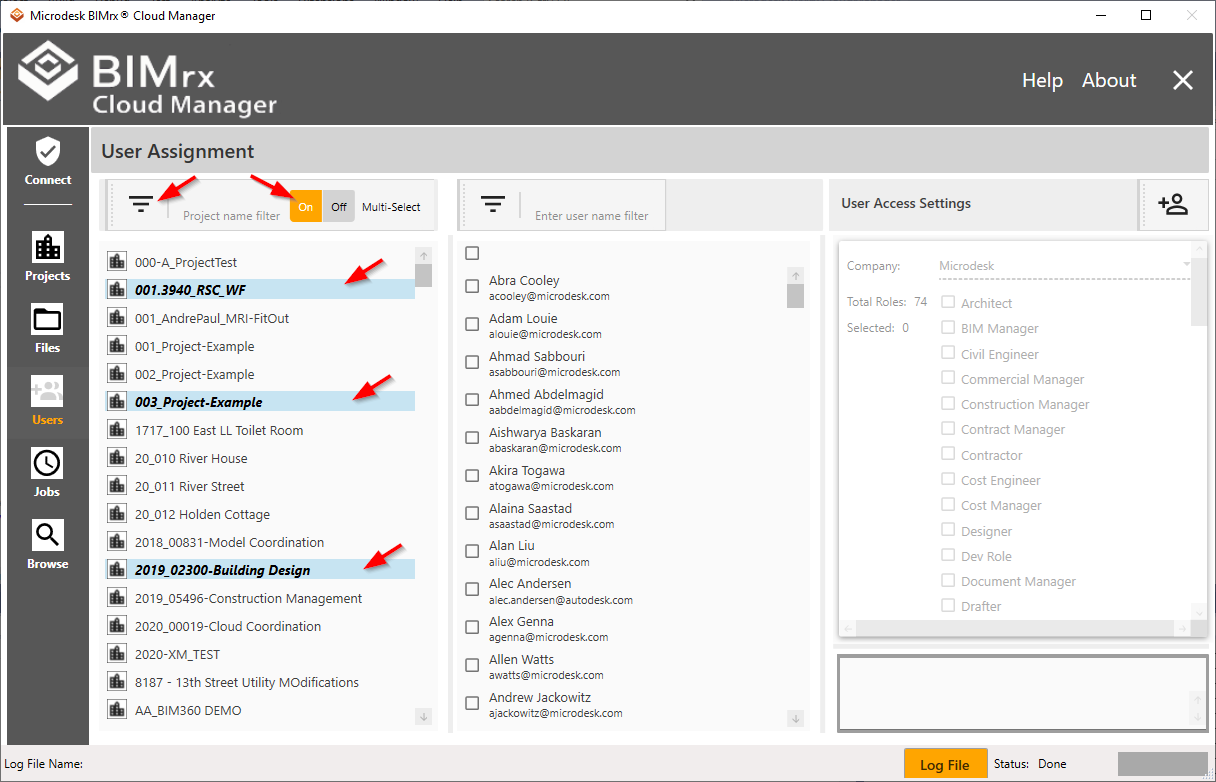 Microdesk BIMrx® Cloud Manager
BIMrx
Cloud Manager
Help About
Connect
Projects
Files
Users
Jobs
Browse
User Assignment
Project name filter
On Off Multi-Select
000-A_ProjectTest
001.3940_RSC_WF
001_AndrePaul_MRI-FitOut
001_Project-Example
002_Project-Example
003_Project-Example
1717_100 East LL Toilet Room
20_010 River House
20_011 River Street
20_012 Holden Cottage
2018_00831-Model Coordination
2019_02300-Building Design
2019_05496-Construction Management
2020_00019-Cloud Coordination
2020-XM_TEST
8187 - 13th Street Utility MOdifications
AA_BIM360 DEMO
Enter user name filter
Abra Cooley
acooley@microdesk.com
Adam Louie
alouie@microdesk.com
Ahmad Sabbouri
asabbouri@microdesk.com
Ahmed Abdelmagid
aabdelmagid@microdesk.com
Aishwarya Baskaran
abaskaran@microdesk.com
Akira Togawa
atogawa@microdesk.com
Alaina Saastad
asaastad@microdesk.com
Alan Liu
aliu@microdesk.com
Alec Andersen
alec.andersen@autodesk.com
Alex Genna
agenna@microdesk.com
Allen Watts
awatts@microdesk.com
Andrew Jackowitz
ajackowitz@microdesk.com
User Access Settings
Company: Microdesk
Total Roles: 74
Selected: 0
Architect
BIM Manager
Civil Engineer
Commercial Manager
Construction Manager
Contract Manager
Contractor
Cost Engineer
Cost Manager
Designer
Dev Role
Document Manager
Drafter
Log File Name:
Log File
Status: Done